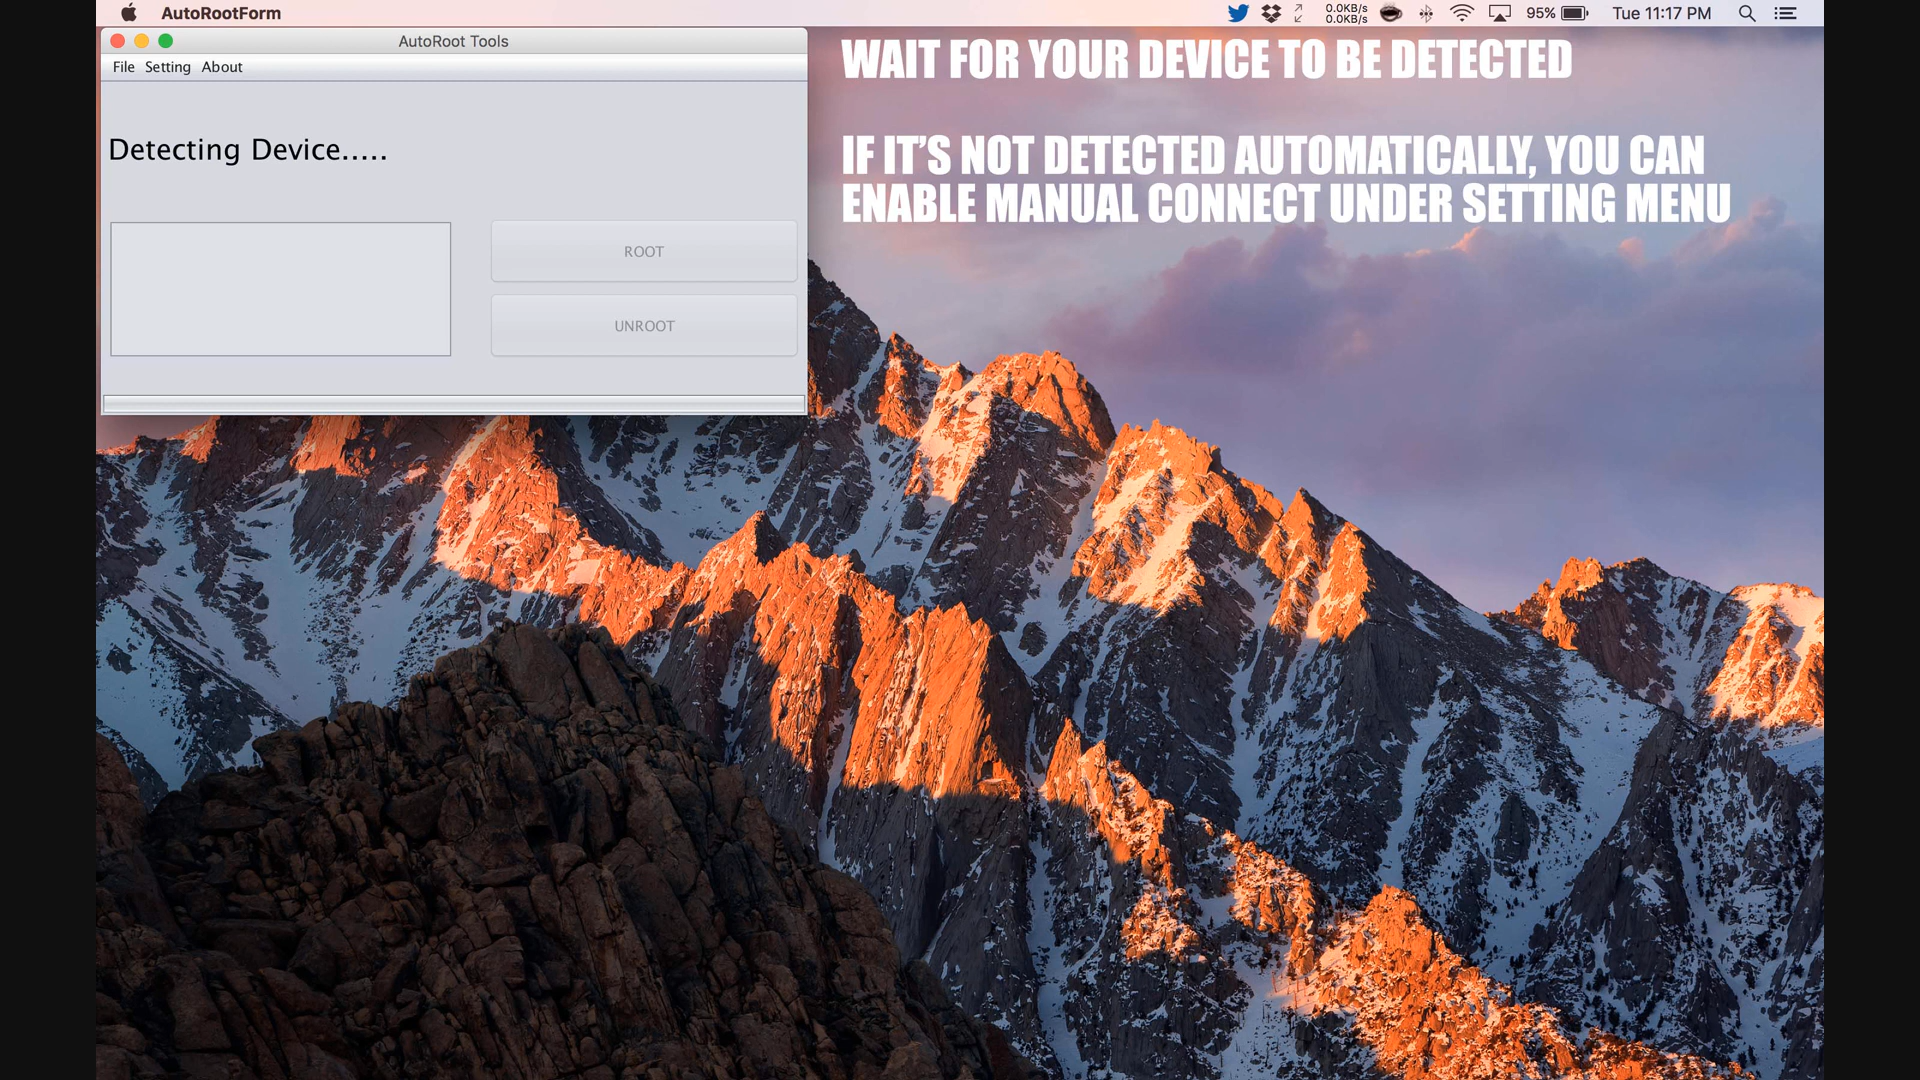 AutoRootForm
0.0KB/s
0.0KB/s
95%
Tue 11:17 PM
AutoRoot Tools
File Setting About
Detecting Device.....
ROOT
UNROOT
WAIT FOR YOUR DEVICE TO BE DETECTED
IF IT'S NOT DETECTED AUTOMATICALLY, YOU CAN
ENABLE MANUAL CONNECT UNDER SETTING MENU